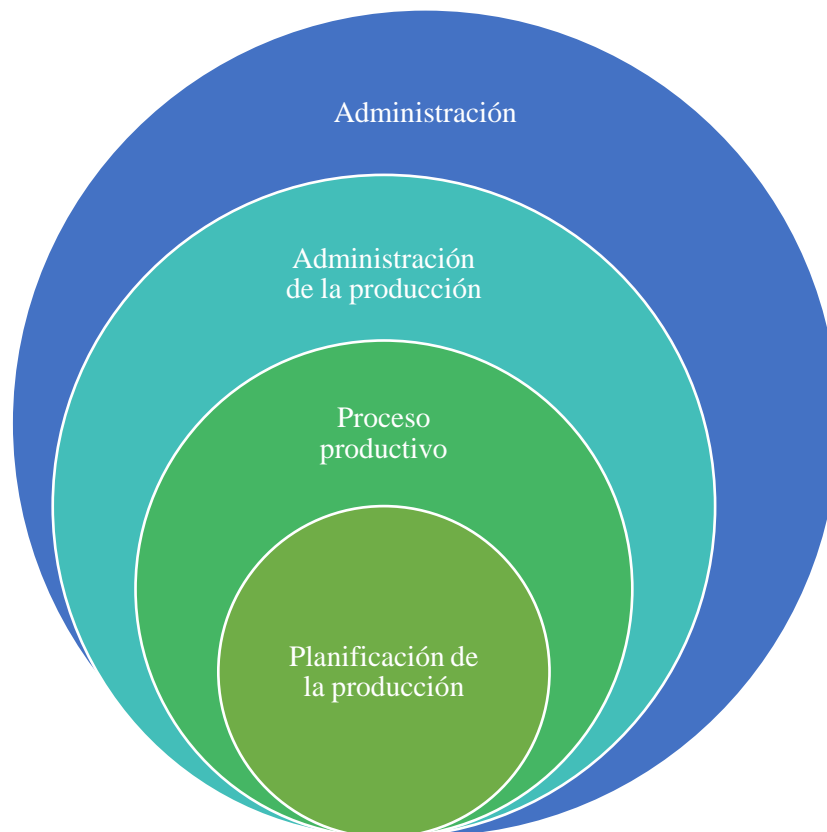 Administración
Administración
de la producción
Proceso
productivo
Planificación de
la producción